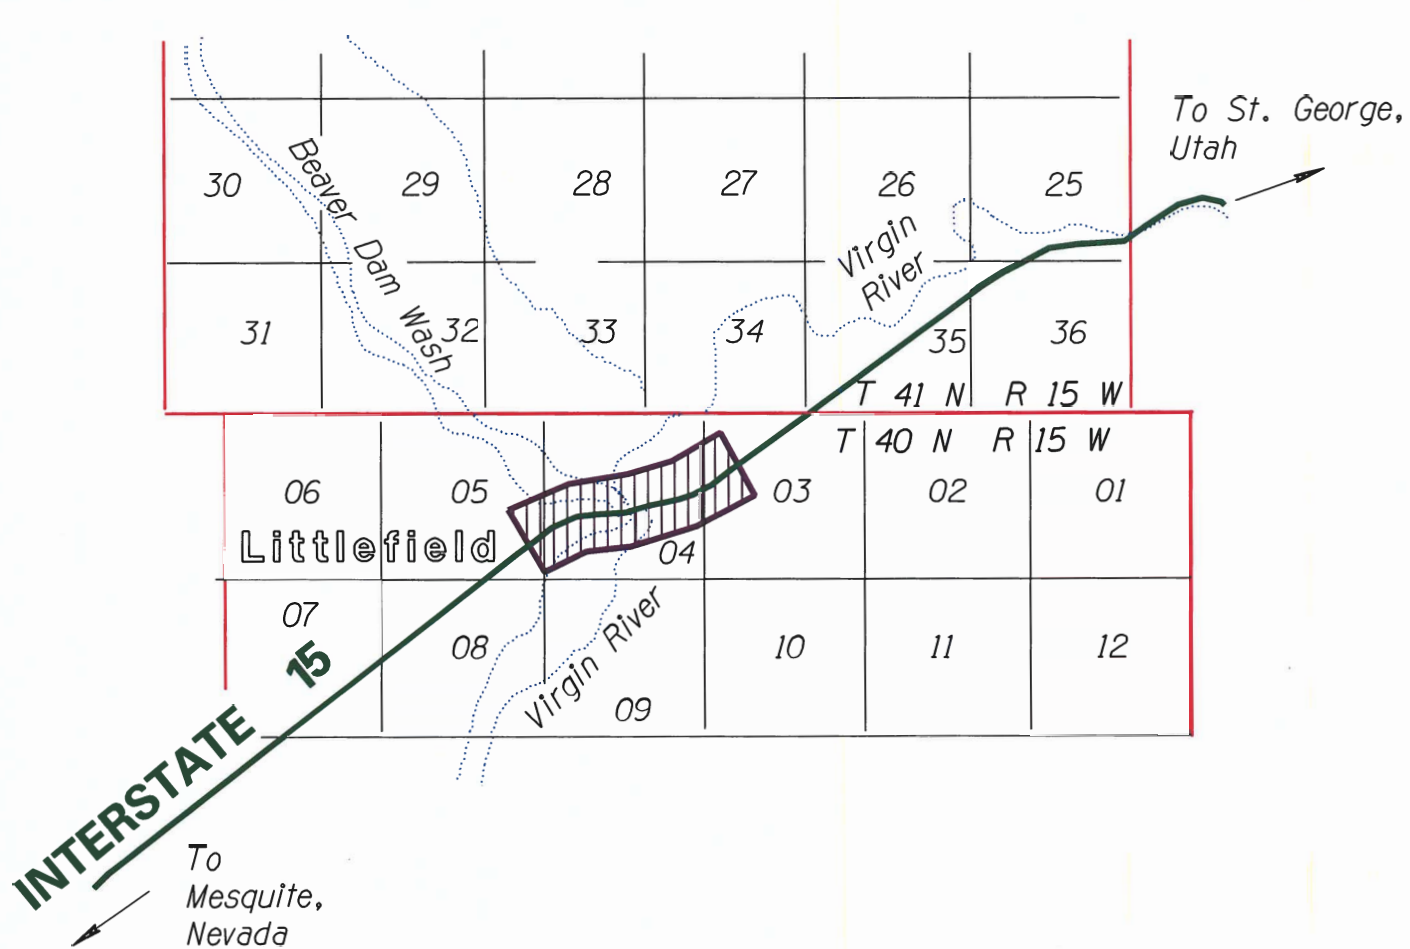 To St. George,
Utah
30
29
28
27
26
25
Beaver Dam Wash
Virgin
River
31
32
33
34
35
36
T 41 N R 15 W
T 40 N R 15 W
06
05
03
02
01
Littlefield
04
07
08
Virgin River
09
10
11
12
INTERSTATE 15
To
Mesquite,
Nevada